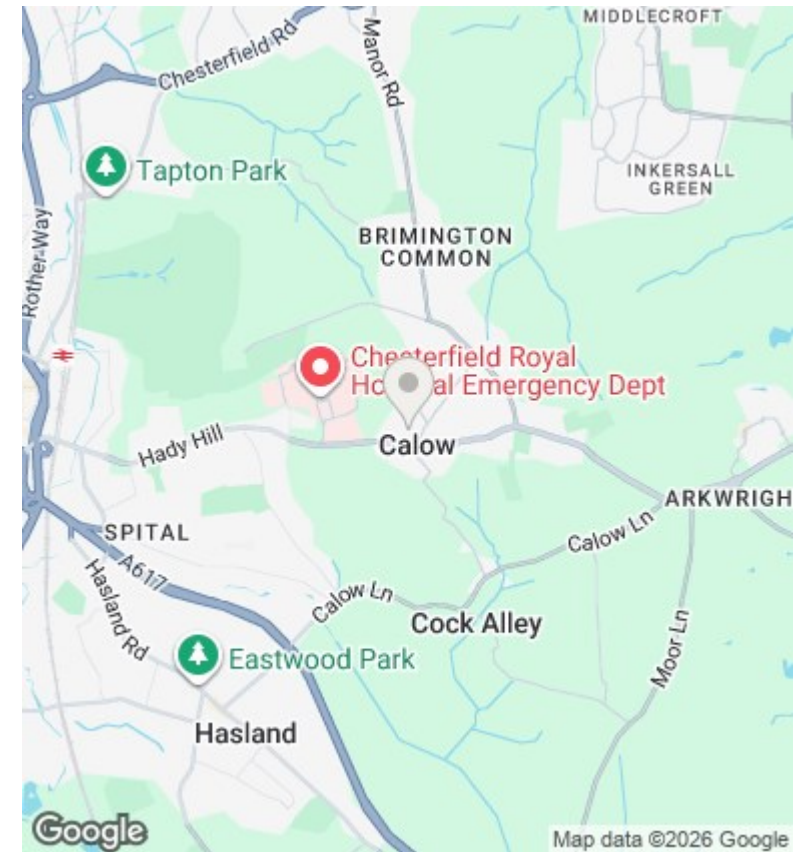 MIDDLECROFT
Chesterfield Rd
Manor Rd
Tapton Park
INKERSALL
GREEN
BRIMINGTON
COMMON
Rother Way
Chesterfield Royal
Hospital Emergency Dept
Hady Hill
Calow
ARKWRIGH
SPITAL
Calow Ln
A617
Hasland Rd
Calow Ln
Cock Alley
Eastwood Park
Moor Ln
Hasland
Google
Map data ©2026 Google